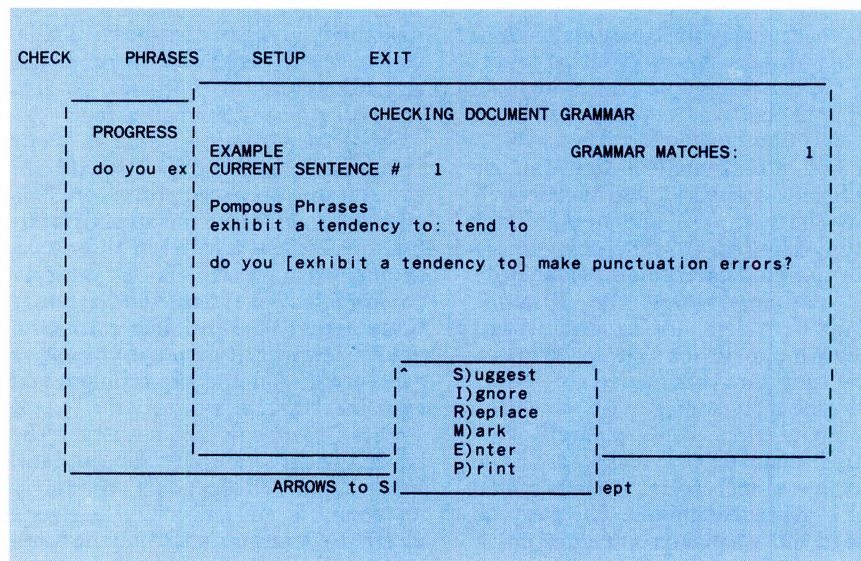 CHECK PHRASES SETUP EXIT
CHECKING DOCUMENT GRAMMAR
PROGRESS
EXAMPLE GRAMMAR MATCHES: 1
do you ex CURRENT SENTENCE # 1
Pompous Phrases
exhibit a tendency to: tend to
do you [exhibit a tendency to] make punctuation errors?
^ S)uggest
I)gnore
R)eplace
M)ark
E)nter
P)rint
ARROWS to S ept